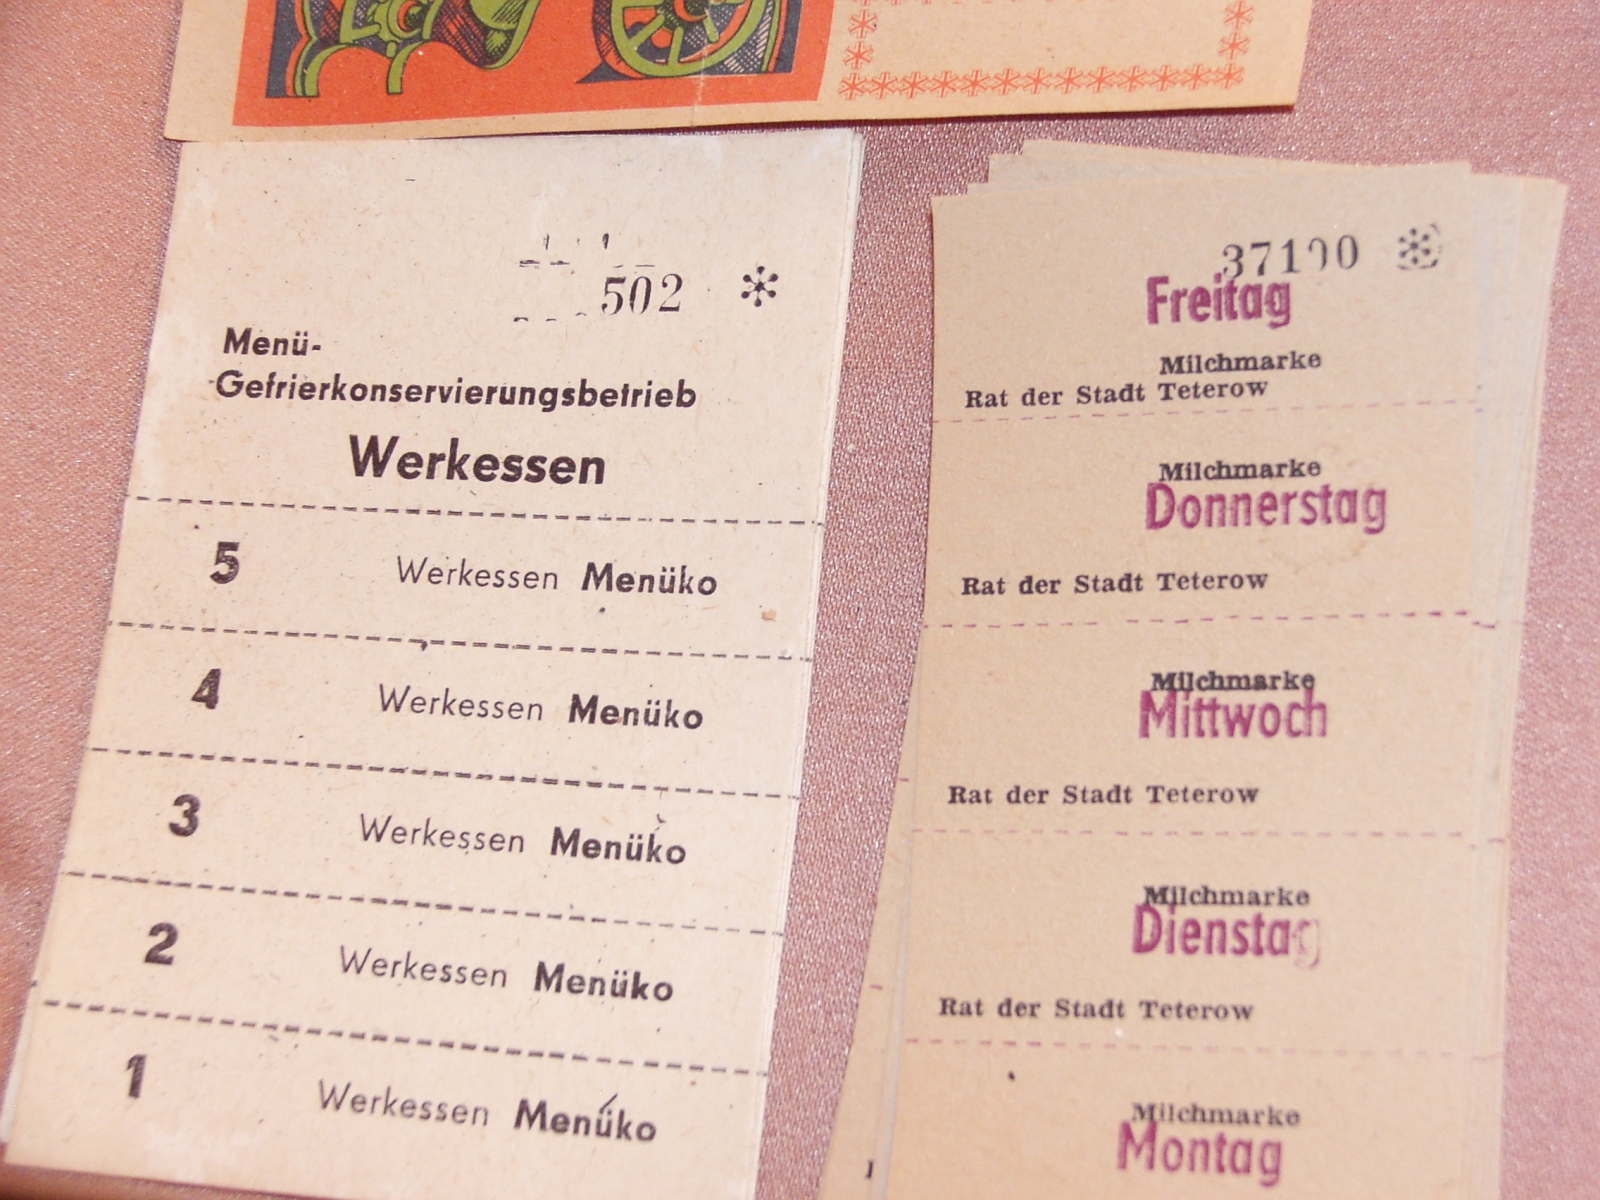 502 *
Menü-
Gefrierkonservierungsbetrieb
Werkessen
5 Werkessen Menüko
4 Werkessen Menüko
3 Werkessen Menüko
2 Werkessen Menüko
1 Werkessen Menüko
37190 *
Freitag
Milchmarke
Rat der Stadt Teterow
Milchmarke
Donnerstag
Rat der Stadt Teterow
Milchmarke
Mittwoch
Rat der Stadt Teterow
Milchmarke
Dienstag
Rat der Stadt Teterow
Milchmarke
Montag